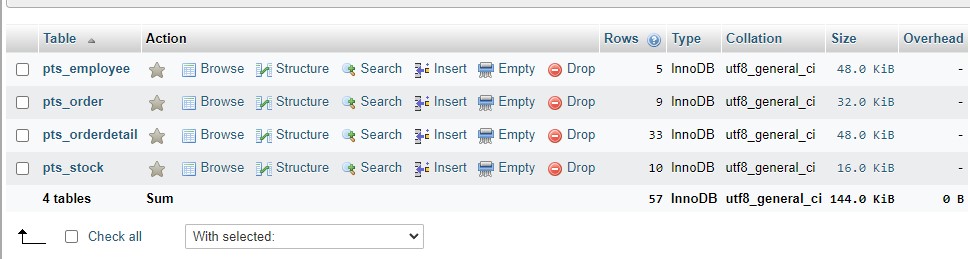 Table Action Rows Type Collation Size Overhead
pts_employee Browse Structure Search Insert Empty Drop 5 InnoDB utf8_general_ci 48.0 KiB -
pts_order Browse Structure Search Insert Empty Drop 9 InnoDB utf8_general_ci 32.0 KiB -
pts_orderdetail Browse Structure Search Insert Empty Drop 33 InnoDB utf8_general_ci 48.0 KiB -
pts_stock Browse Structure Search Insert Empty Drop 10 InnoDB utf8_general_ci 16.0 KiB -
4 tables Sum 57 InnoDB utf8_general_ci 144.0 KiB 0 B
Check all With selected: